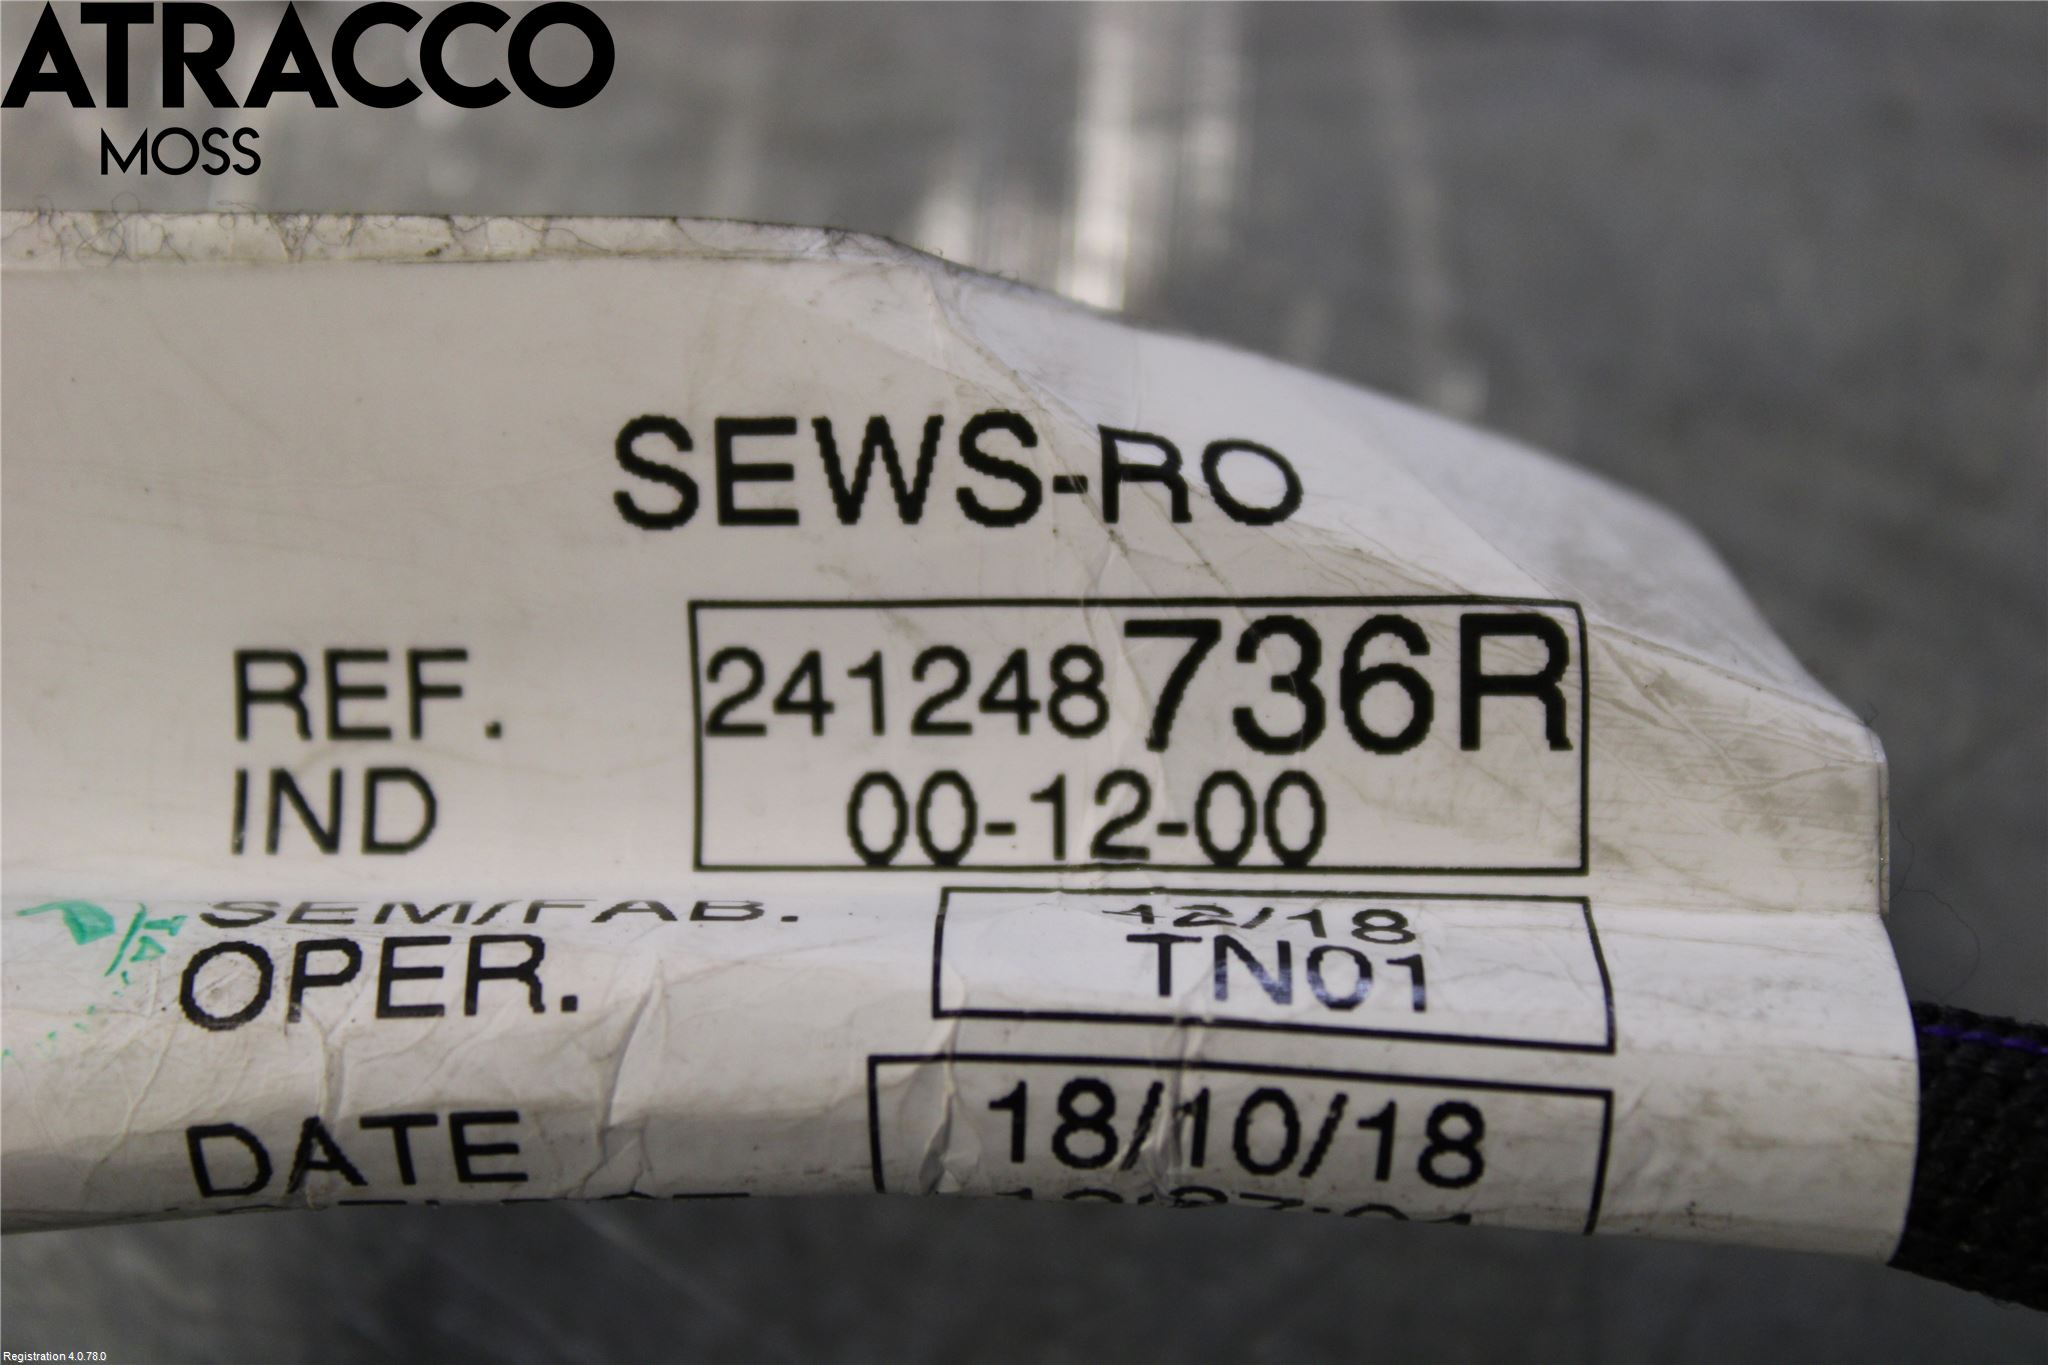 ATRACCO
MOSS
SEWS-RO
REF. 241248736R
IND 00-12-00
SEM/FAB. 42/18
OPER. TN01
DATE 18/10/18
Registration 4.0.78.0